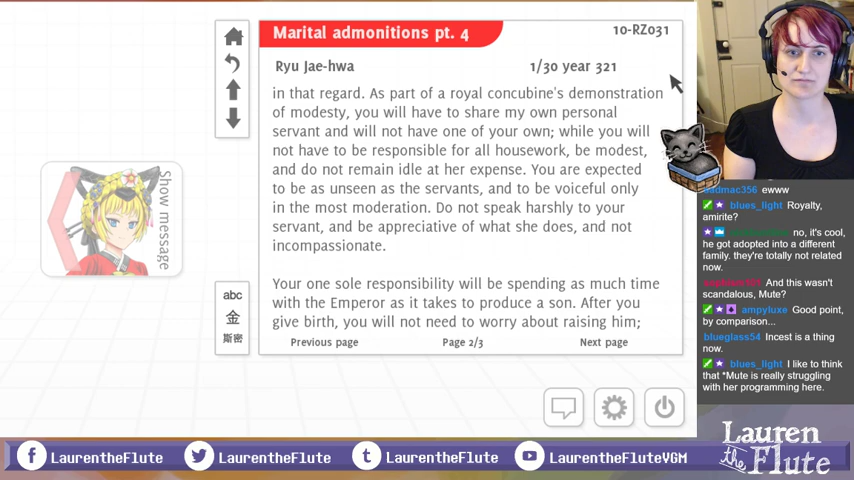 Marital admonitions pt. 4
10-RZ031
Ryu Jae-hwa
1/30 year 321
in that regard. As part of a royal concubine's demonstration
of modesty, you will have to share my own personal
servant and will not have one of your own; while you will
not have to be responsible for all housework, be modest,
and do not remain idle at her expense. You are expected
to be as unseen as the servants, and to be voiceful only
in the most moderation. Do not speak harshly to your
servant, and be appreciative of what she does, and not
incompassionate.
Your one sole responsibility will be spending as much time
with the Emperor as it takes to produce a son. After you
give birth, you will not need to worry about raising him;
Previous page
Page 2/3
Next page
Show message
abc
金
斯密
ewww
blues_light Royalty,
amirite?
no, it's cool,
he got adopted into a different
family. they're totally not related
now.
And this wasn't
scandalous, Mute?
ampyluxe Good point,
by comparison...
blueglass54 Incest is a thing
now.
blues_light I like to think
that *Mute is really struggling
with her programming here.
LaurentheFlute
LaurentheFlute
LaurentheFlute
LaurentheFluteVGM
Lauren
the Flute